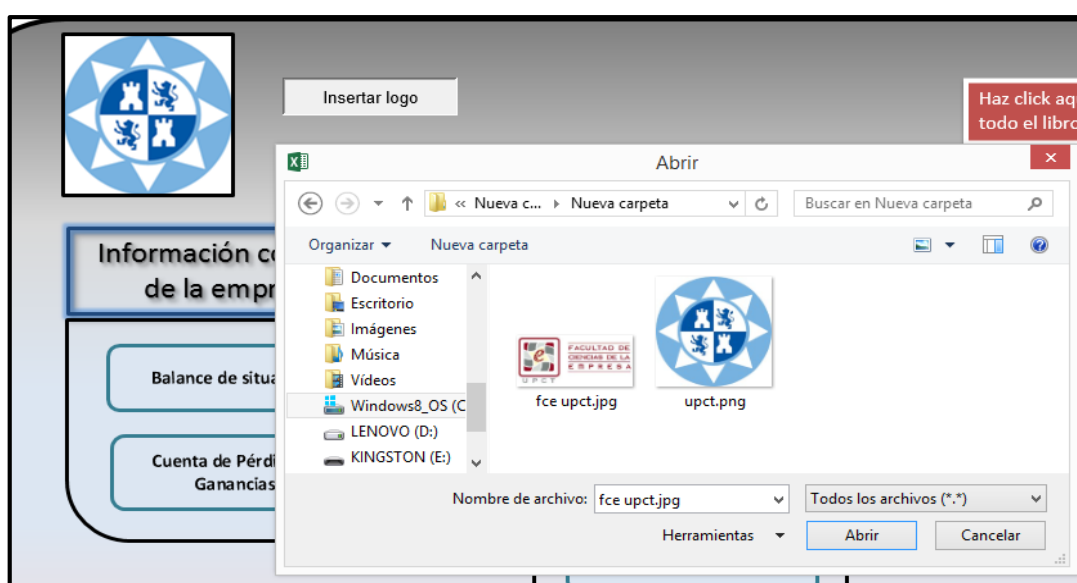 Insertar logo
Haz click aq
todo el libro
Información co
de la empr
Balance de situa
Cuenta de Pérdi
Ganancias
Abrir
« Nueva c... Nueva carpeta
Buscar en Nueva carpeta
Organizar
Nueva carpeta
Documentos
Escritorio
Imágenes
Música
Vídeos
Windows8_OS (C
LENOVO (D:)
KINGSTON (E:)
e
UPCT
FACULTAD DE
CIENCIAS DE LA
EMPRESA
fce upct.jpg
upct.png
Nombre de archivo: fce upct.jpg
Todos los archivos (*.*)
Herramientas
Abrir
Cancelar